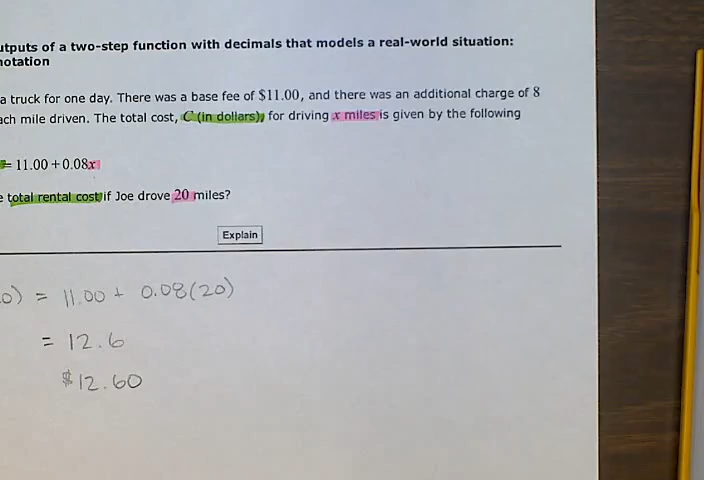 utputs of a two-step function with decimals that models a real-world situation:
notation
a truck for one day. There was a base fee of $11.00, and there was an additional charge of 8
ach mile driven. The total cost, C (in dollars), for driving x miles is given by the following
= 11.00 + 0.08x
e total rental cost if Joe drove 20 miles?
Explain
0) = 11.00 + 0.08(20)
= 12.6
$12.60